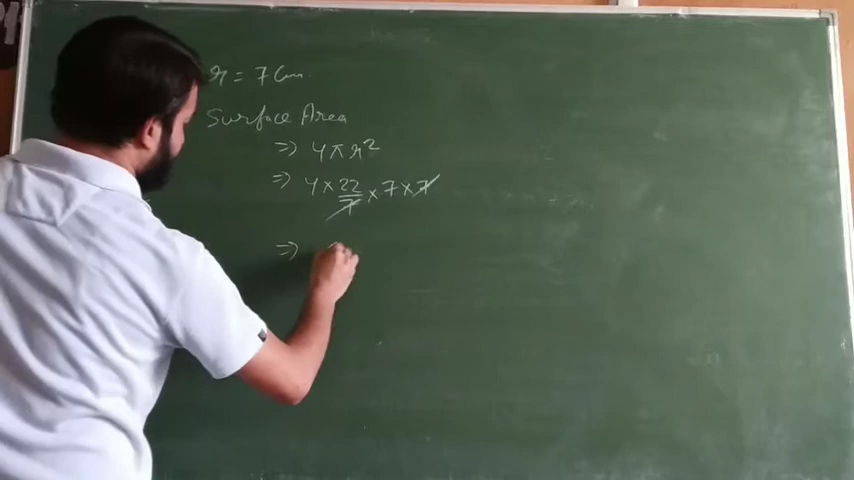 r = 7 Cm.
Surface Area
=) 4πr²
=) 4 × 22/7 × 7 × 7
=)